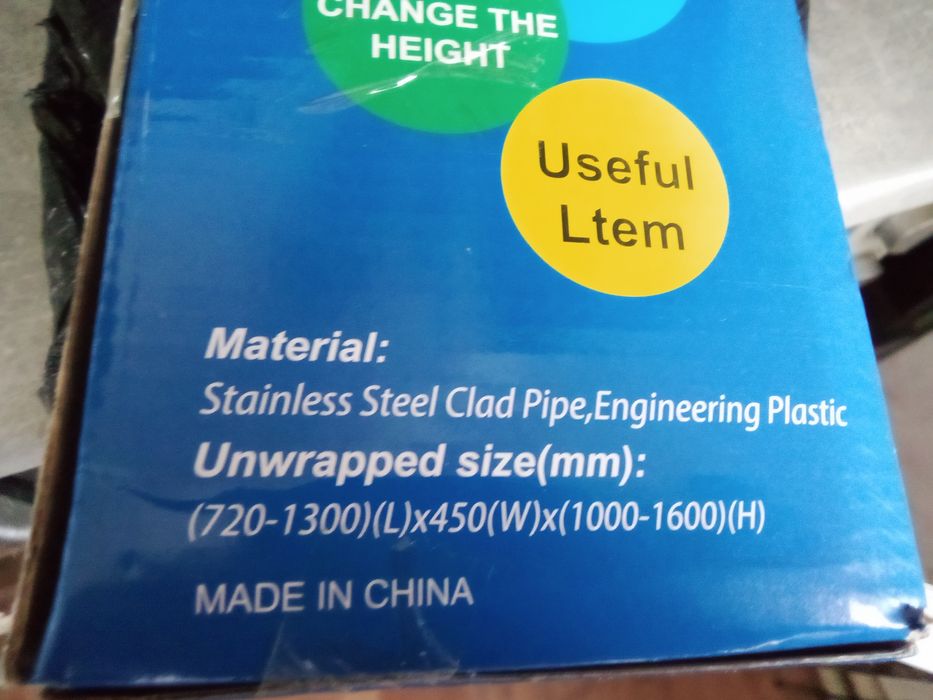 CHANGE THE
HEIGHT
Useful
Ltem
Material:
Stainless Steel Clad Pipe,Engineering Plastic
Unwrapped size(mm):
(720-1300)(L)x450(W)x(1000-1600)(H)
MADE IN CHINA